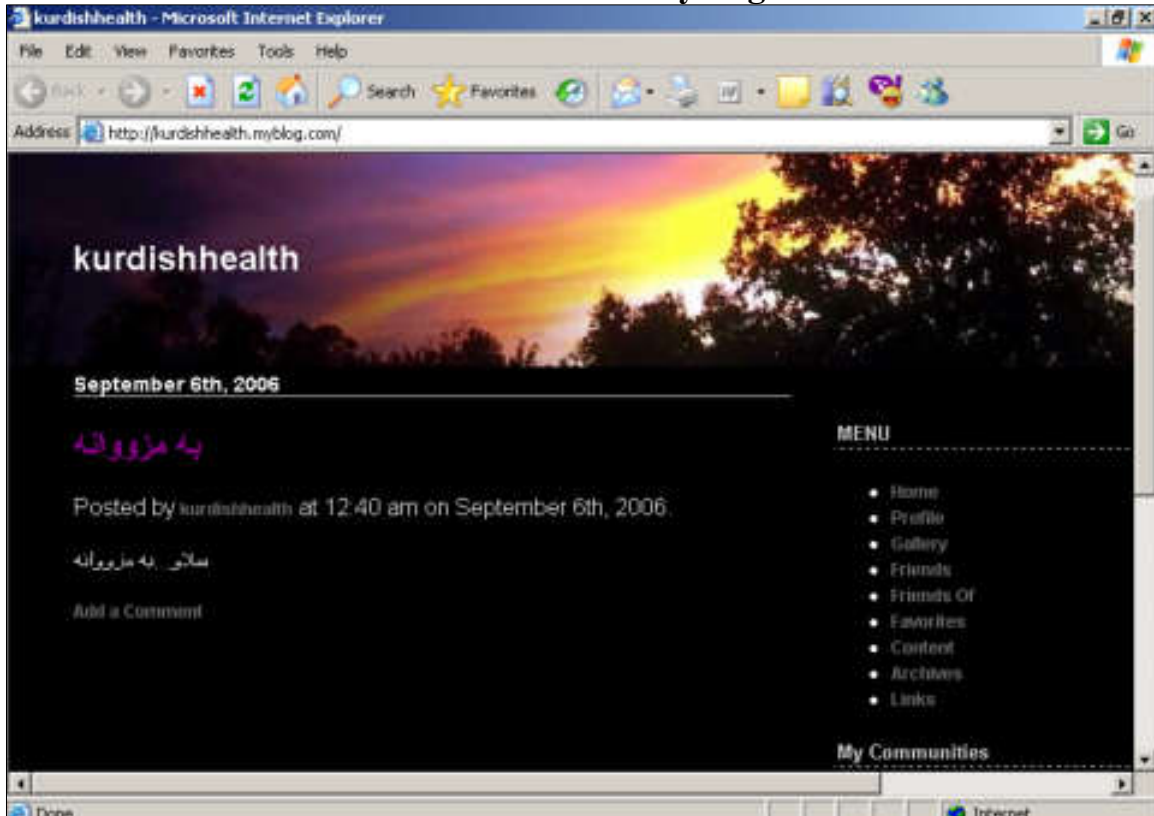 kurdishhealth - Microsoft Internet Explorer
File Edit View Favorites Tools Help
Back Search Favorites
Address http://kurdishhealth.myblog.com/ Go
kurdishhealth
September 6th, 2006
به مزووانه
Posted by kurdishhealth at 12:40 am on September 6th, 2006.
سلاو به مزووانه
Add a Comment
MENU
Home
Profile
Gallery
Friends
Friends Of
Favorites
Content
Archives
Links
My Communities
Done Internet